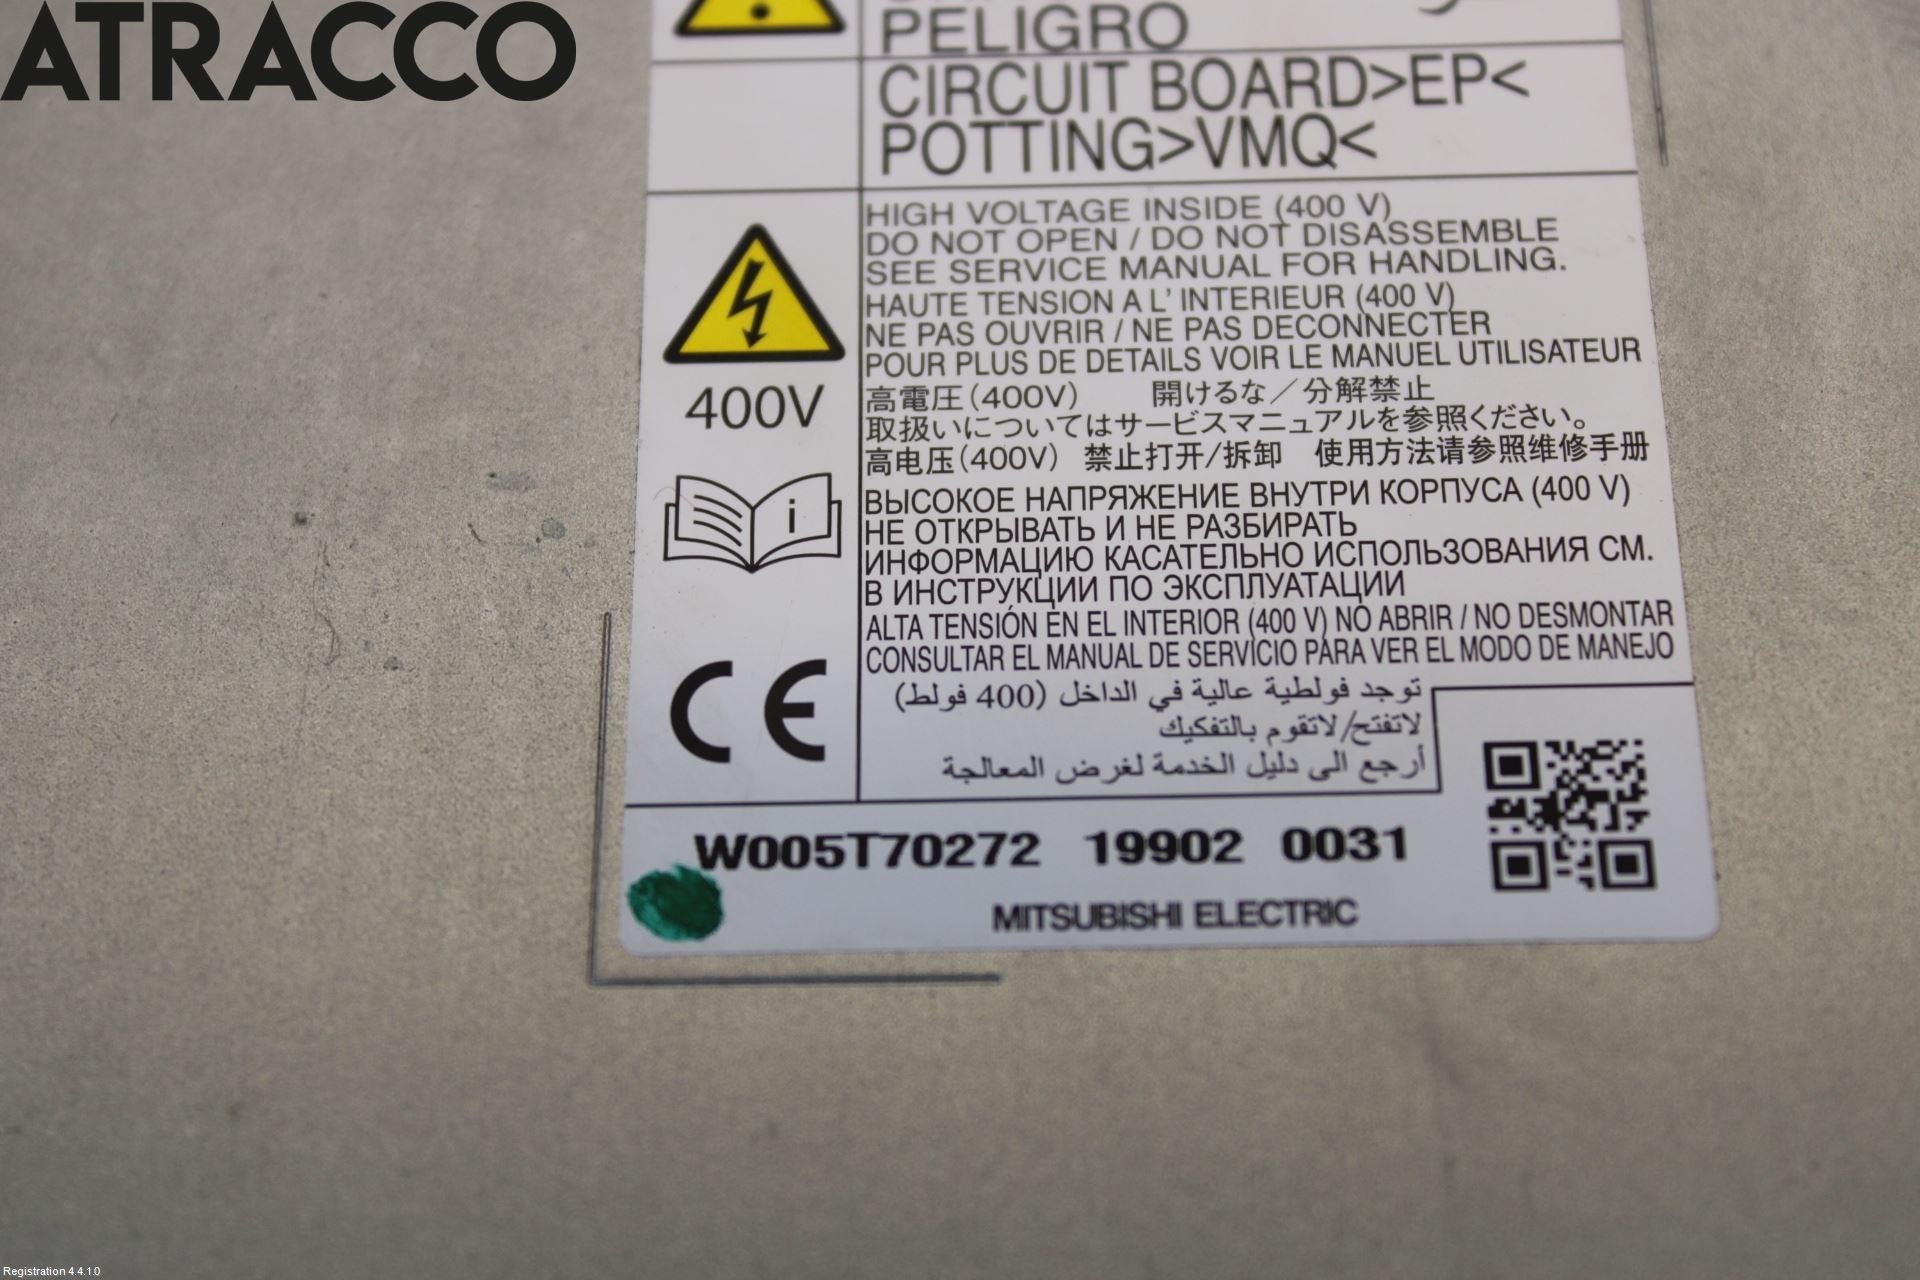 ATRACCO
PELIGRO
CIRCUIT BOARD>EP<
POTTING>VMQ<
HIGH VOLTAGE INSIDE (400 V)
DO NOT OPEN / DO NOT DISASSEMBLE
SEE SERVICE MANUAL FOR HANDLING.
HAUTE TENSION A L' INTERIEUR (400 V)
NE PAS OUVRIR / NE PAS DECONNECTER
POUR PLUS DE DETAILS VOIR LE MANUEL UTILISATEUR
400V
高電圧(400V) 開けるな／分解禁止
取扱いについてはサービスマニュアルを参照ください。
高电压(400V) 禁止打开/拆卸 使用方法请参照维修手册
i
ВЫСОКОЕ НАПРЯЖЕНИЕ ВНУТРИ КОРПУСА (400 V)
НЕ ОТКРЫВАТЬ И НЕ РАЗБИРАТЬ
ИНФОРМАЦИЮ КАСАТЕЛЬНО ИСПОЛЬЗОВАНИЯ СМ.
В ИНСТРУКЦИИ ПО ЭКСПЛУАТАЦИИ
ALTA TENSIÓN EN EL INTERIOR (400 V) NO ABRIR / NO DESMONTAR
CONSULTAR EL MANUAL DE SERVICIO PARA VER EL MODO DE MANEJO
CE
توجد فولطية عالية في الداخل (400 فولط)
لاتفتح/لاتقوم بالتفكيك
أرجع الى دليل الخدمة لغرض المعالجة
W005T70272 19902 0031
MITSUBISHI ELECTRIC
Registration 4.4.1.0